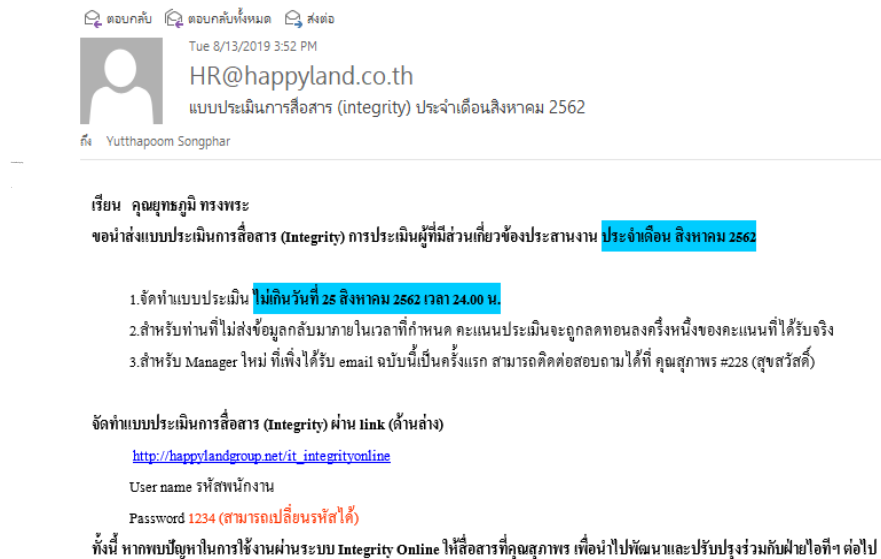 ตอบกลับ ตอบกลับทั้งหมด ส่งต่อ
Tue 8/13/2019 3:52 PM
HR@happyland.co.th
แบบประเมินการสื่อสาร (integrity) ประจำเดือนสิงหาคม 2562
ถึง Yutthapoom Songphar
เรียน คุณยุทธภูมิ ทรงพระ
ขอนำส่งแบบประเมินการสื่อสาร (Integrity) การประเมินผู้ที่มีส่วนเกี่ยวข้องประสานงาน ประจำเดือน สิงหาคม 2562
1.จัดทำแบบประเมิน ไม่เกินวันที่ 25 สิงหาคม 2562 เวลา 24.00 น.
2.สำหรับท่านที่ไม่ส่งข้อมูลกลับมาภายในเวลาที่กำหนด คะแนนประเมินจะถูกลดทอนลงครึ่งหนึ่งของคะแนนที่ได้รับจริง
3.สำหรับ Manager ใหม่ ที่เพิ่งได้รับ email ฉบับนี้เป็นครั้งแรก สามารถติดต่อสอบถามได้ที่ คุณสุภาพร #228 (สุขสวัสดิ์)
จัดทำแบบประเมินการสื่อสาร (Integrity) ผ่าน link (ด้านล่าง)
http://happylandgroup.net/it_integrityonline
User name รหัสพนักงาน
Password 1234 (สามารถเปลี่ยนรหัสได้)
ทั้งนี้ หากพบปัญหาในการใช้งานผ่านระบบ Integrity Online ให้สื่อสารที่คุณสุภาพร เพื่อนำไปพัฒนาและปรับปรุงร่วมกับฝ่ายไอทีฯ ต่อไป